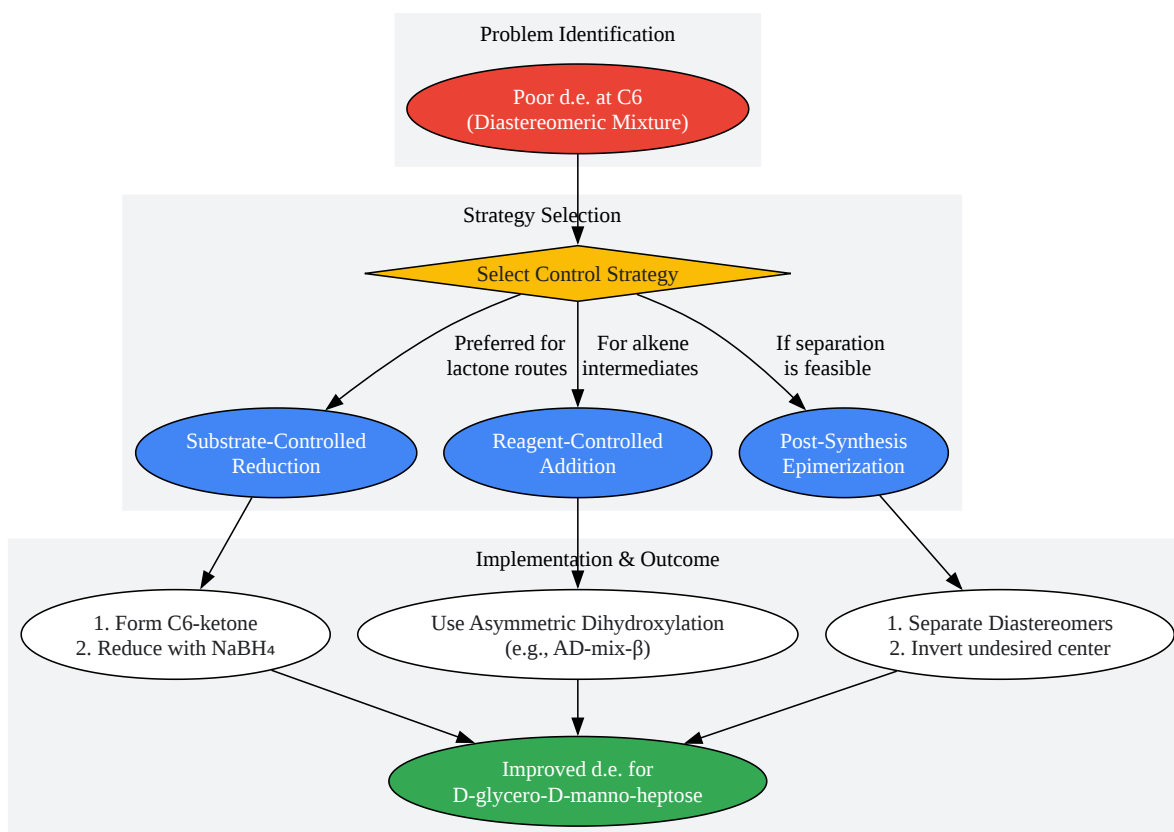 Problem Identification
Poor d.e. at C6
(Diastereomeric Mixture)
Strategy Selection
Select Control Strategy
Preferred for
lactone routes
For alkene
intermediates
If separation
is feasible
Substrate-Controlled
Reduction
Reagent-Controlled
Addition
Post-Synthesis
Epimerization
Implementation & Outcome
1. Form C6-ketone
2. Reduce with NaBH₄
Use Asymmetric Dihydroxylation
(e.g., AD-mix-β)
1. Separate Diastereomers
2. Invert undesired center
Improved d.e. for
D-glycero-D-manno-heptose